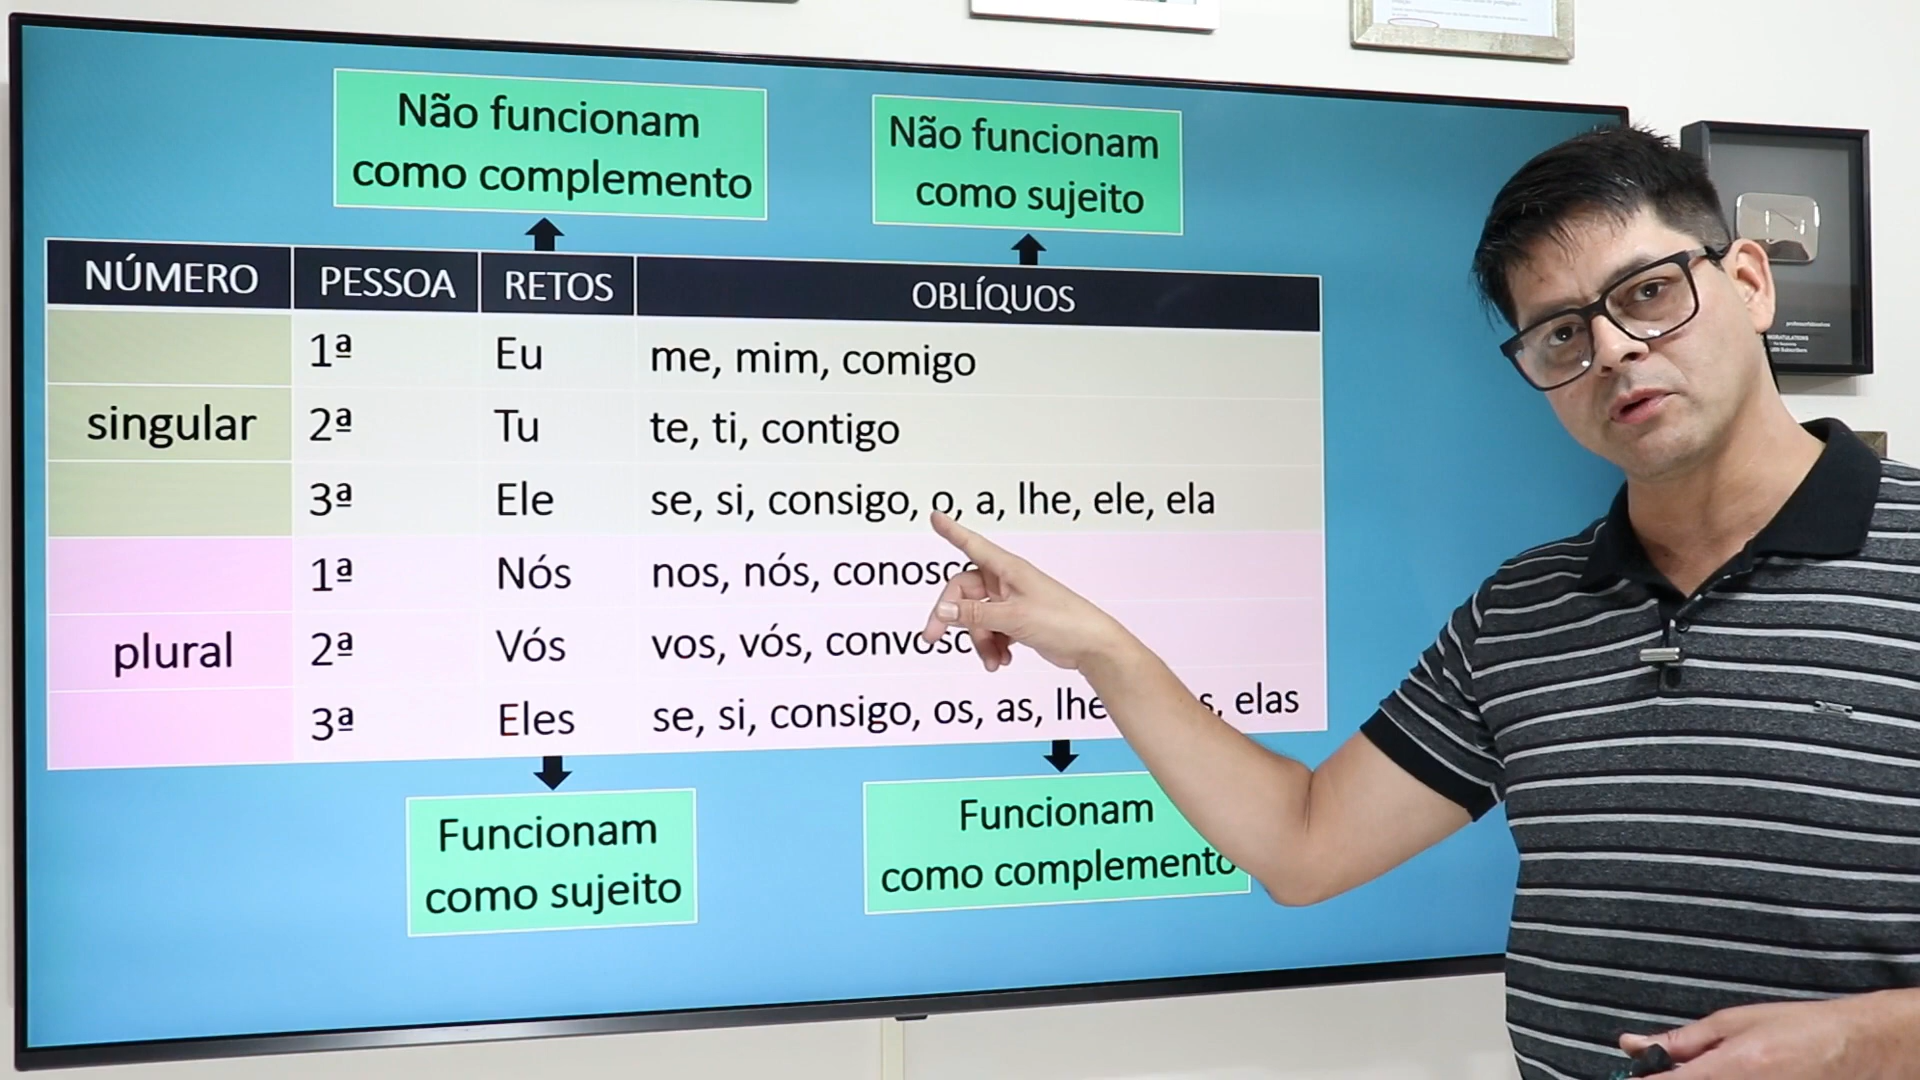 Não funcionam
como complemento
Não funcionam
como sujeito
NÚMERO PESSOA RETOS OBLÍQUOS
1ª Eu me, mim, comigo
singular 2ª Tu te, ti, contigo
3ª Ele se, si, consigo, o, a, lhe, ele, ela
1ª Nós nos, nós,
plural 2ª Vós vos, vós,
3ª Eles se, si, consigo, os, as, elas
Funcionam
como sujeito
Funcionam
como complemento